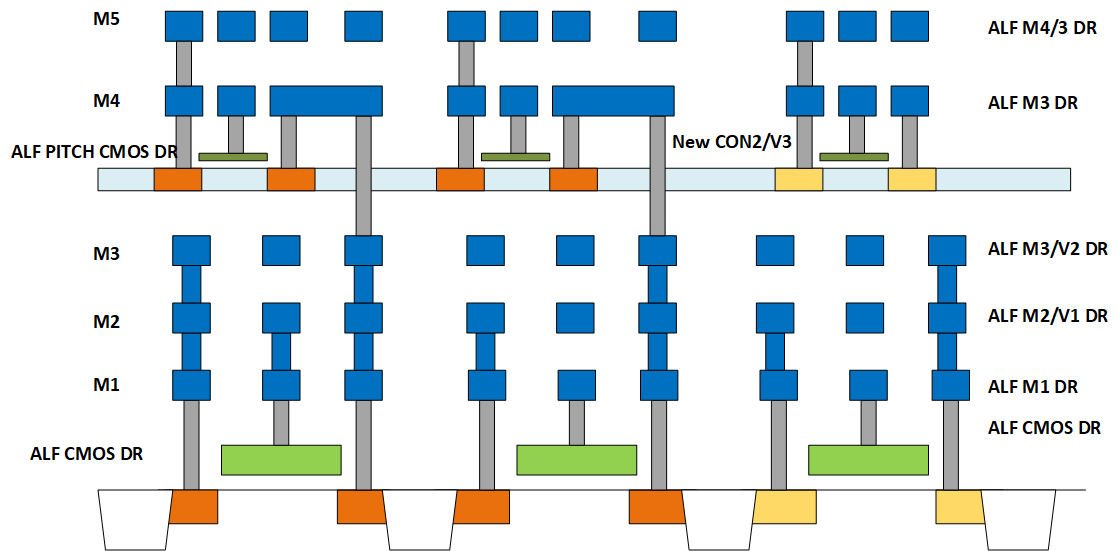 M5
ALF M4/3 DR
M4
ALF M3 DR
ALF PITCH CMOS DR
New CON2/V3
M3
ALF M3/V2 DR
M2
ALF M2/V1 DR
M1
ALF M1 DR
ALF CMOS DR
ALF CMOS DR